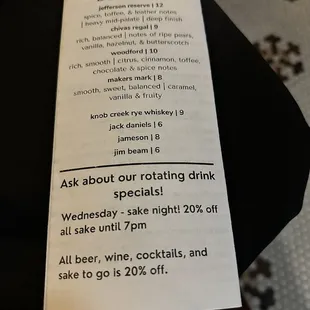 jefferson reserve | 12
spice, toffee, & leather notes
| heavy mid-palate | deep finish
chivas regal | 9
rich, balanced | notes of ripe pears,
vanilla, hazelnut, & butterscotch
woodford | 10
rich, smooth | citrus, cinnamon, toffee,
chocolate & spice notes
makers mark | 8
smooth, sweet, balanced | caramel,
vanilla & fruity
knob creek rye whiskey | 9
jack daniels | 6
jameson | 8
jim beam | 6
Ask about our rotating drink
specials!
Wednesday - sake night! 20% off
all sake until 7pm
All beer, wine, cocktails, and
sake to go is 20% off.